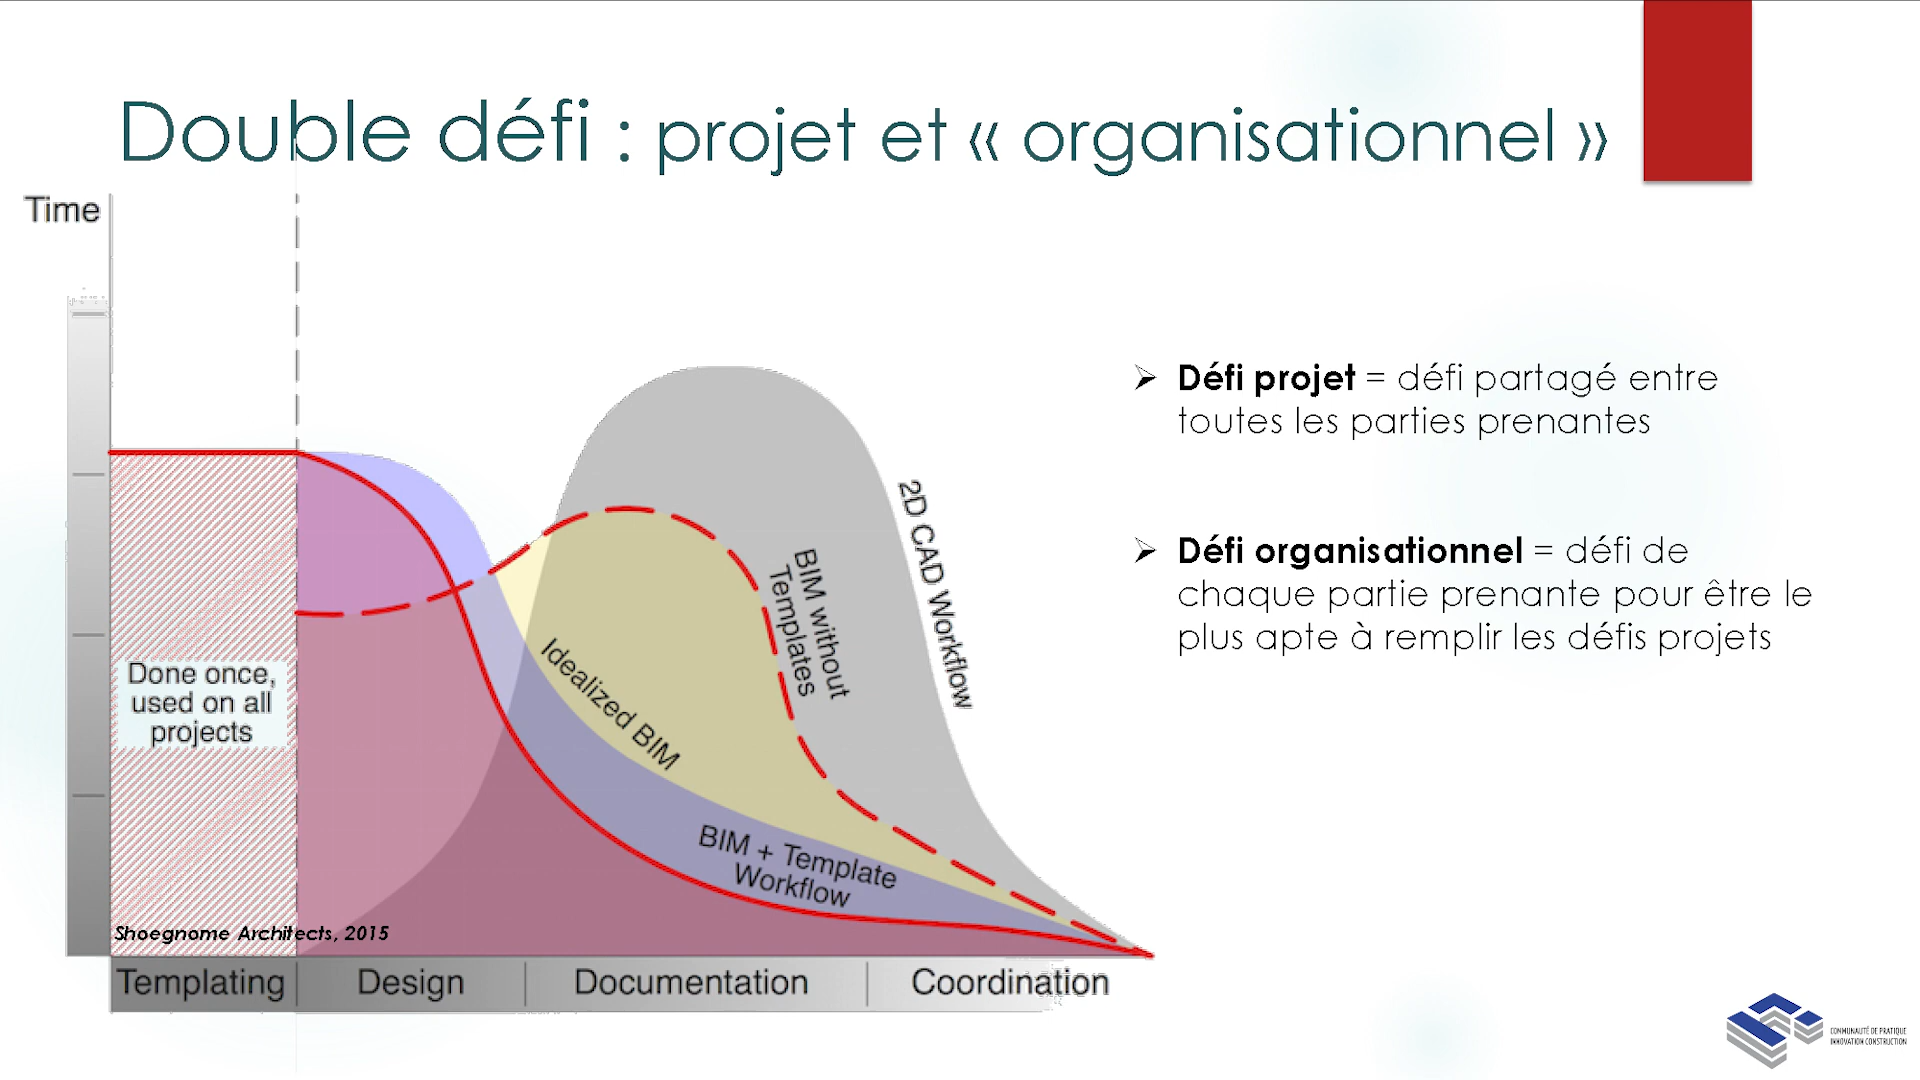 Double défi : projet et « organisationnel »
Time
Done once,
used on all
projects
Idealized BIM
BIM without
Templates
2D CAD Workflow
BIM + Template
Workflow
Shoegnome Architects, 2015
Templating
Design
Documentation
Coordination
➢ Défi projet = défi partagé entre
toutes les parties prenantes
➢ Défi organisationnel = défi de
chaque partie prenante pour être le
plus apte à remplir les défis projets
COMMUNAUTÉ DE PRATIQUE
INNOVATION CONSTRUCTION